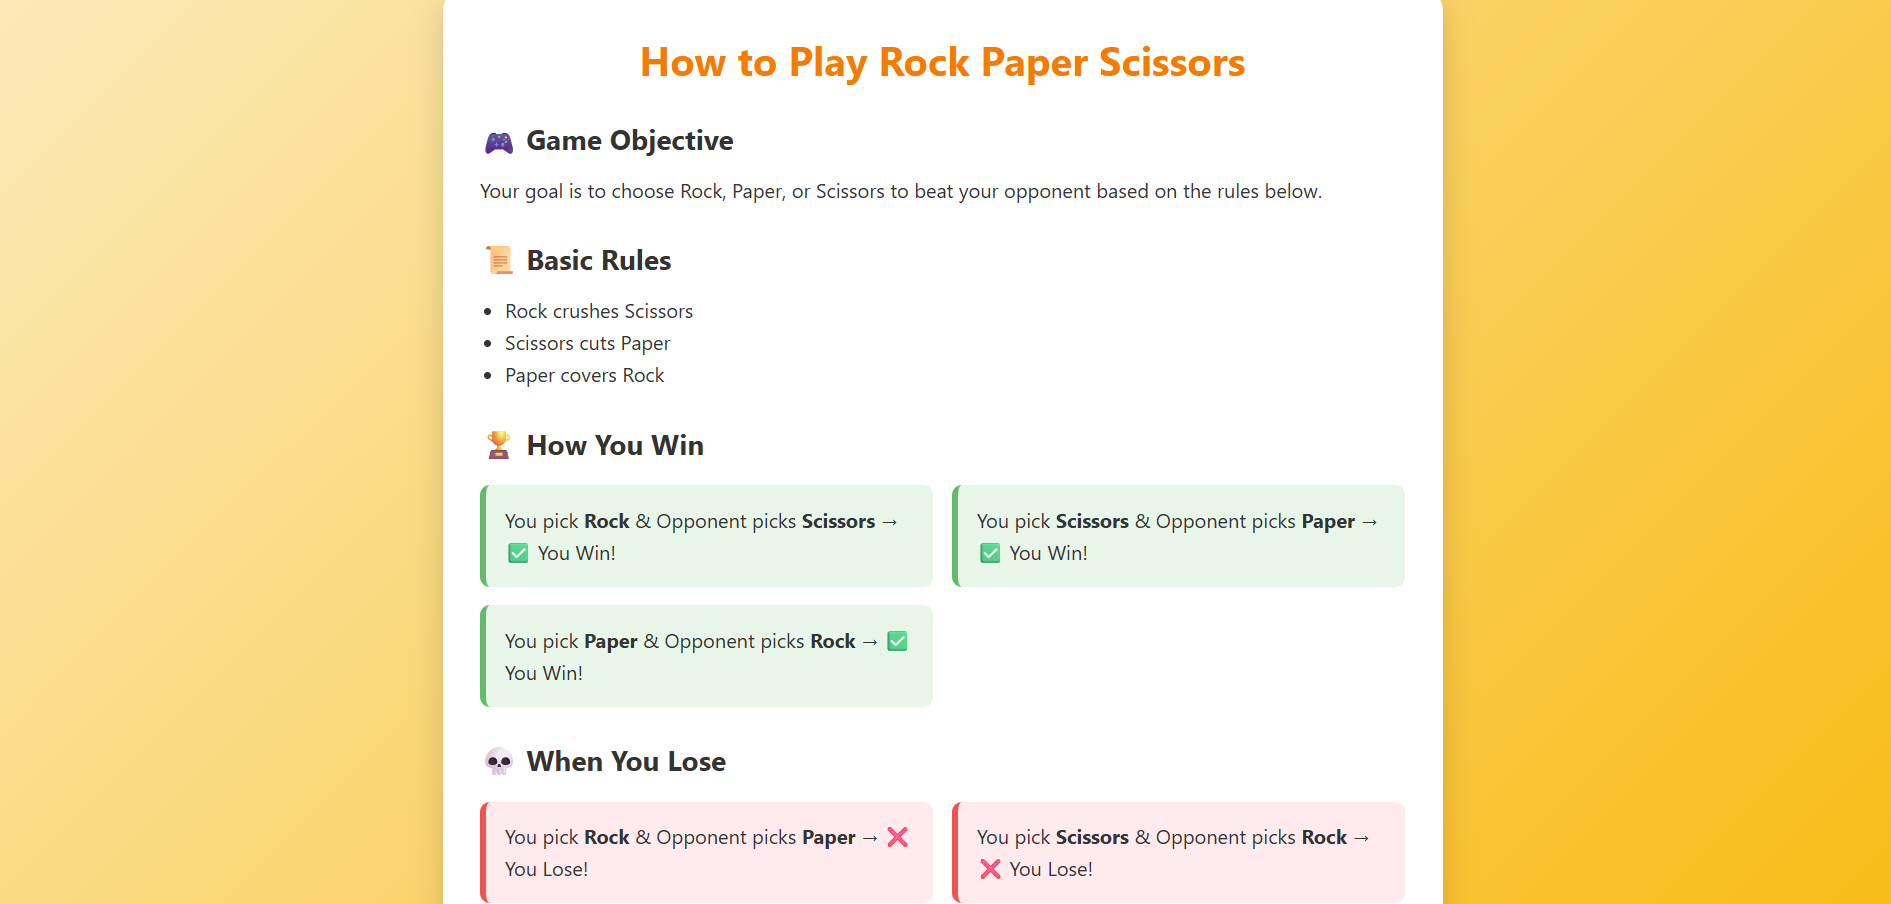 How to Play Rock Paper Scissors
🎮 Game Objective
Your goal is to choose Rock, Paper, or Scissors to beat your opponent based on the rules below.
📜 Basic Rules
• Rock crushes Scissors
• Scissors cuts Paper
• Paper covers Rock
🏆 How You Win
You pick Rock & Opponent picks Scissors →
✅ You Win!
You pick Scissors & Opponent picks Paper →
✅ You Win!
You pick Paper & Opponent picks Rock → ✅
You Win!
💀 When You Lose
You pick Rock & Opponent picks Paper → ❌
You Lose!
You pick Scissors & Opponent picks Rock →
❌ You Lose!